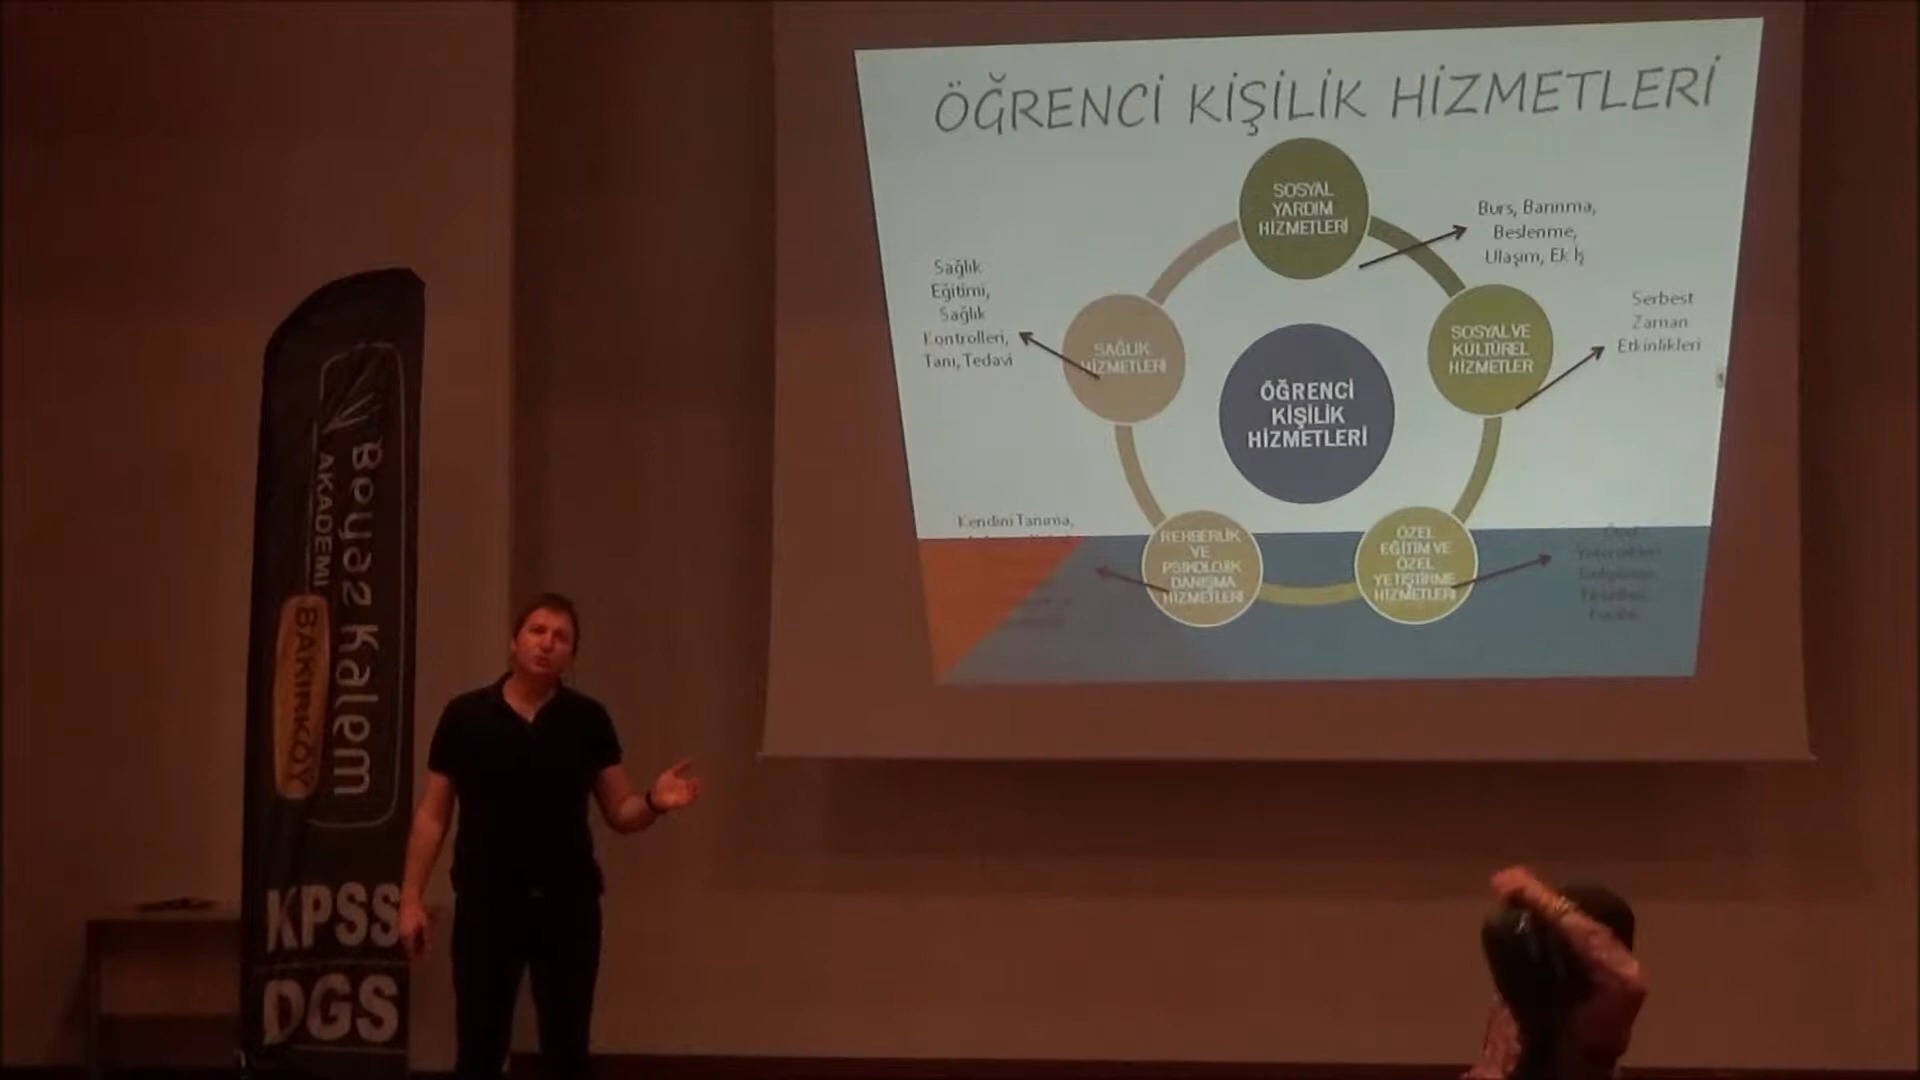 ÖĞRENCİ KİŞİLİK HİZMETLERİ
SOSYAL
YARDIM
HİZMETLERİ
Burs, Barınma,
Beslenme,
Ulaşım, Ek İş
SOSYAL VE
KÜLTÜREL
HİZMETLER
Serbest
Zaman
Etkinlikleri
Sağlık
Eğitimi,
Sağlık
Kontrolleri,
Tanı, Tedavi
SAĞLIK
HİZMETLERİ
ÖĞRENCİ
KİŞİLİK
HİZMETLERİ
Kendini Tanıma,
REHBERLİK
VE
PSİKOLOJİK
DANIŞMA
HİZMETLERİ
ÖZEL
EĞİTİM VE
ÖZEL
YETİŞTİRME
HİZMETLERİ
Beyaz Kalem
AKADEMİ
BAKIRKÖY
KPSS
DGS